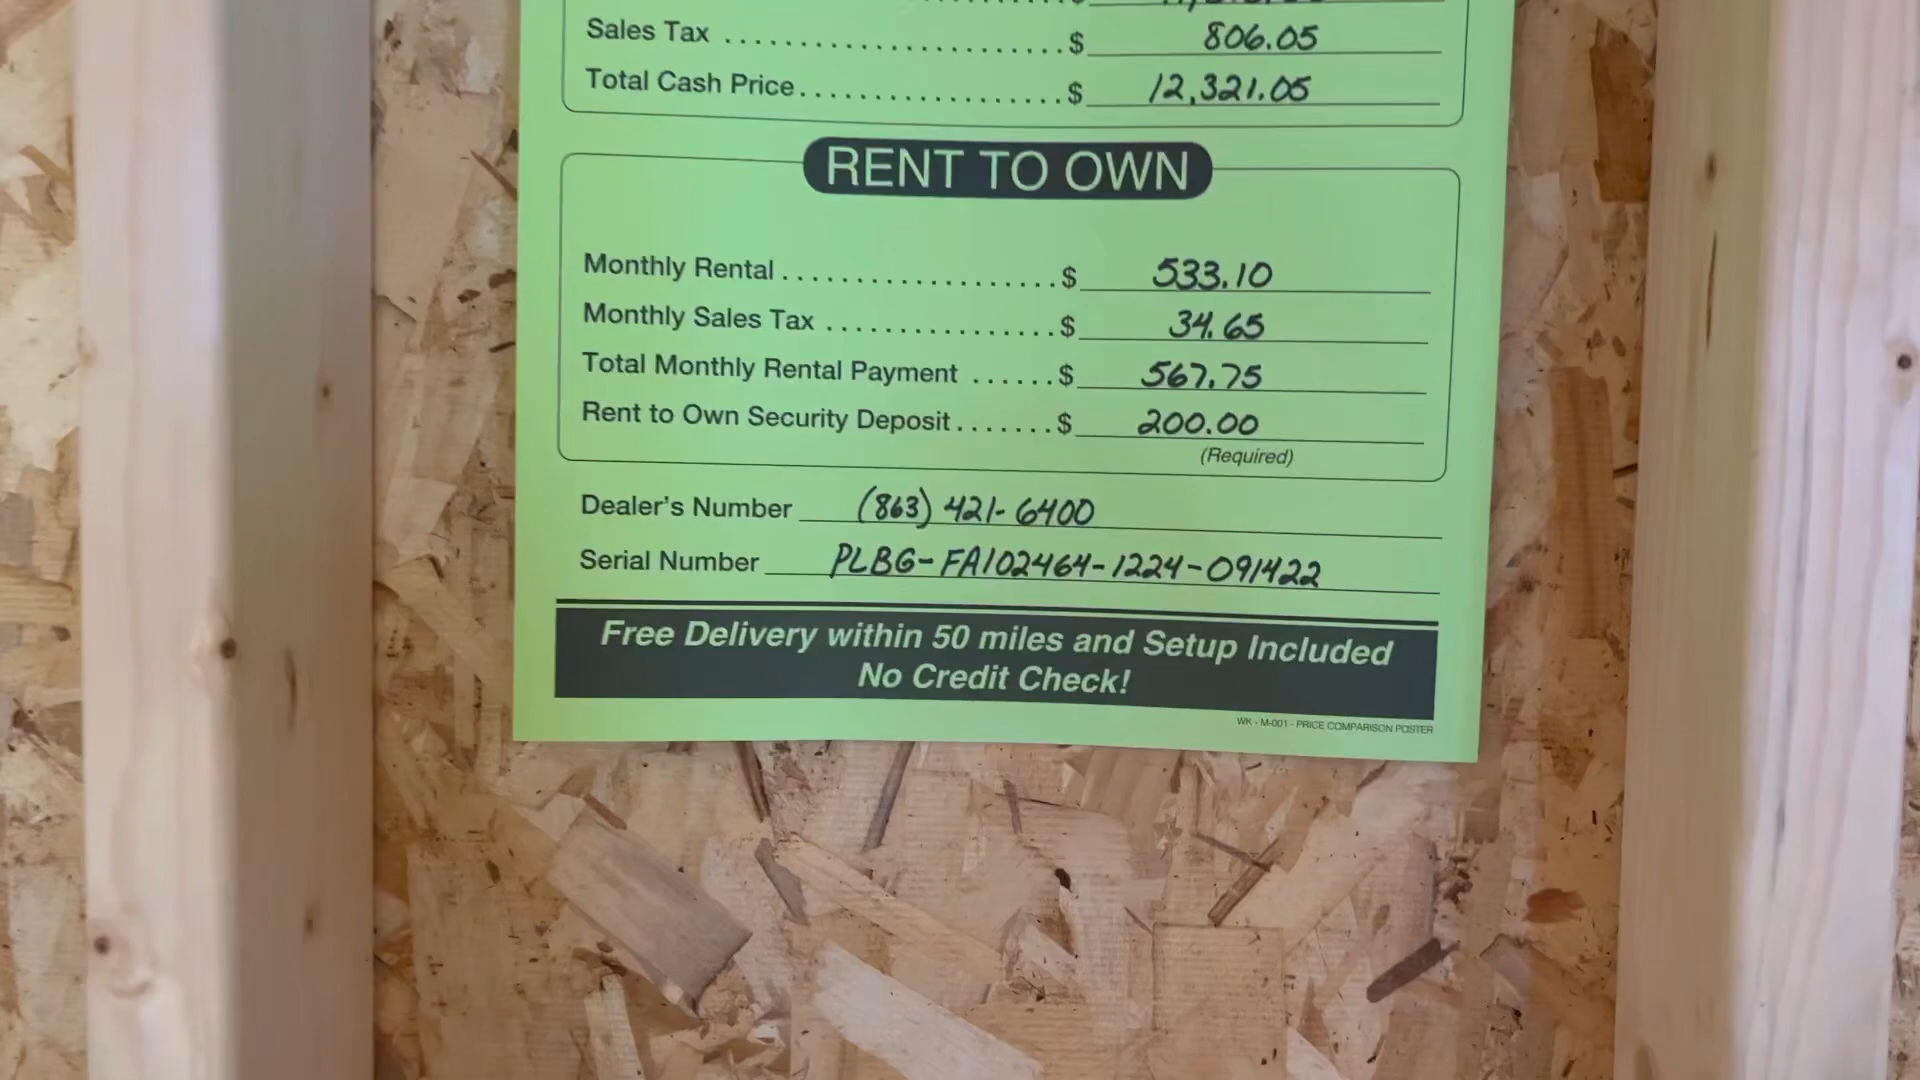 Sales Tax ........................ $ 806.05
Total Cash Price.................. $ 12,321.05
RENT TO OWN
Monthly Rental ................... $ 533.10
Monthly Sales Tax ................ $ 34.65
Total Monthly Rental Payment ...... $ 567.75
Rent to Own Security Deposit....... $ 200.00
(Required)
Dealer's Number (863) 421-6400
Serial Number PLBG-FA102464-1224-091422
Free Delivery within 50 miles and Setup Included
No Credit Check!
WK - M-001 - PRICE COMPARISON POSTER